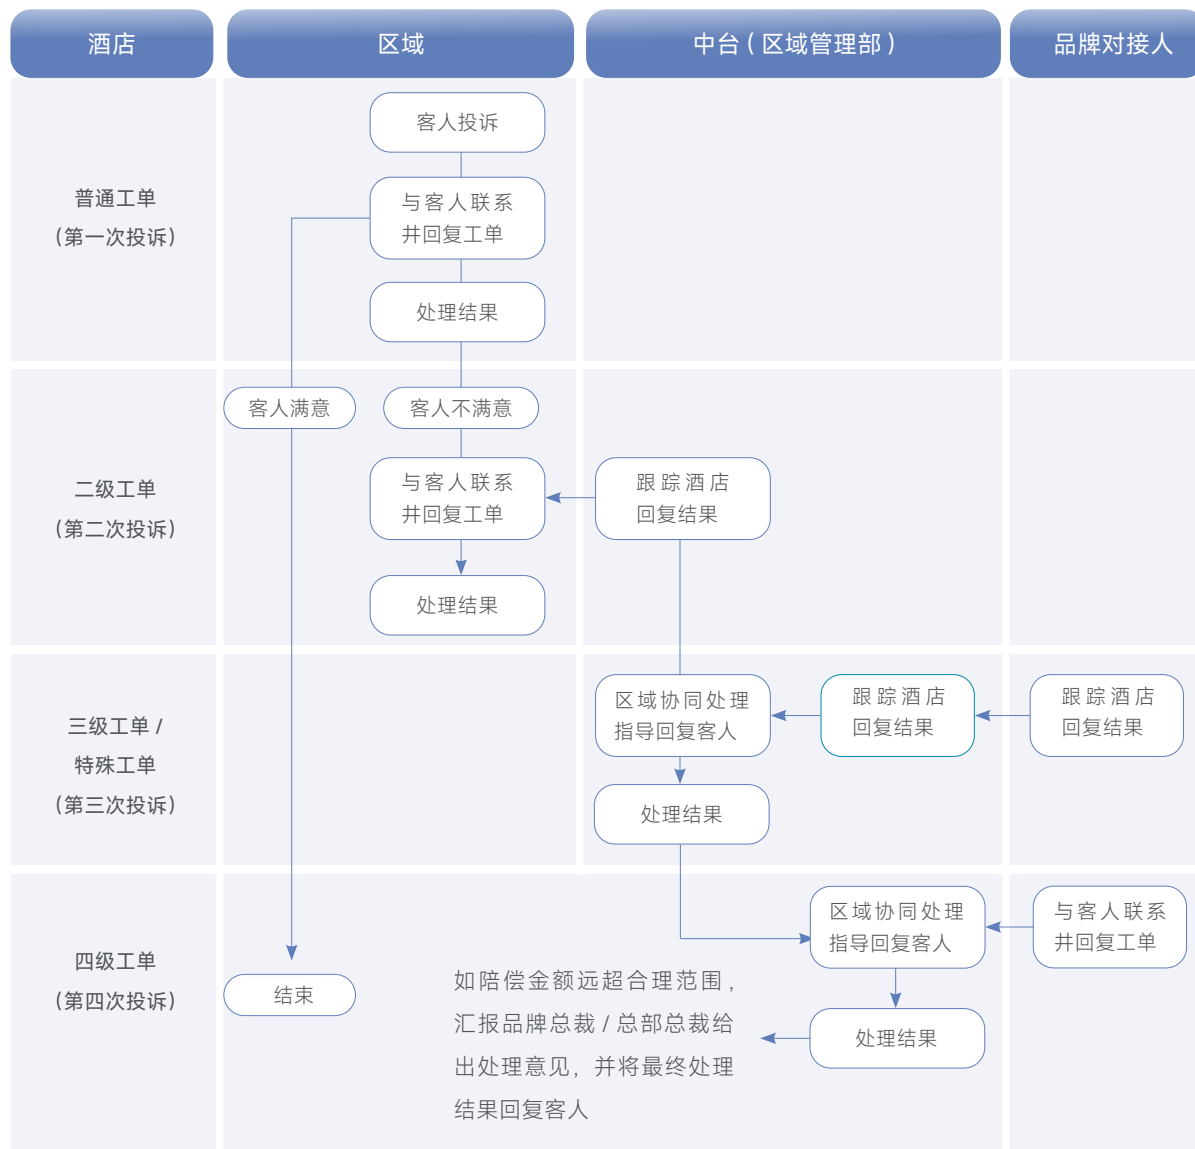 酒店
区域
中台 ( 区域管理部 )
品牌对接人
普通工单
(第一次投诉)
客人投诉
与客人联系
井回复工单
处理结果
二级工单
(第二次投诉)
客人满意
客人不满意
与客人联系
井回复工单
处理结果
跟踪酒店
回复结果
三级工单 /
特殊工单
(第三次投诉)
区域协同处理
指导回复客人
跟踪酒店
回复结果
跟踪酒店
回复结果
处理结果
四级工单
(第四次投诉)
结束
区域协同处理
指导回复客人
与客人联系
井回复工单
处理结果
如陪偿金额远超合理范围，
汇报品牌总裁 / 总部总裁给
出处理意见，并将最终处理
结果回复客人